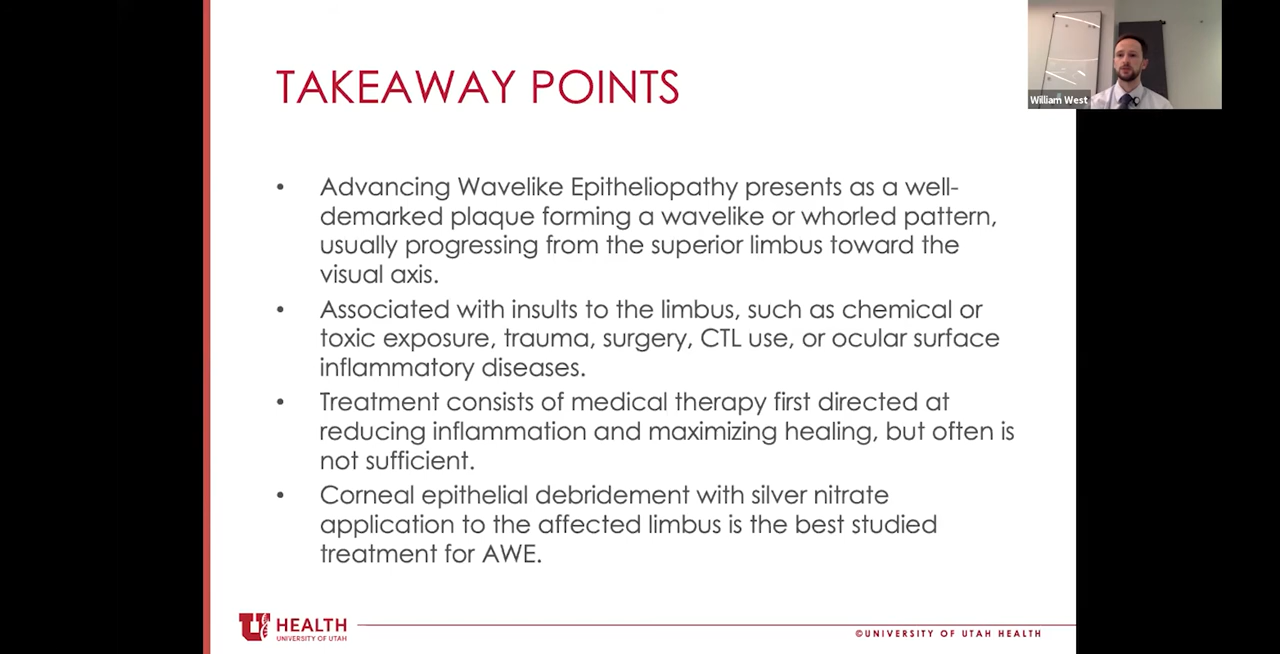 TAKEAWAY POINTS
William West
• Advancing Wavelike Epitheliopathy presents as a well-
demarked plaque forming a wavelike or whorled pattern,
usually progressing from the superior limbus toward the
visual axis.
• Associated with insults to the limbus, such as chemical or
toxic exposure, trauma, surgery, CTL use, or ocular surface
inflammatory diseases.
• Treatment consists of medical therapy first directed at
reducing inflammation and maximizing healing, but often is
not sufficient.
• Corneal epithelial debridement with silver nitrate
application to the affected limbus is the best studied
treatment for AWE.
U HEALTH
UNIVERSITY OF UTAH
©UNIVERSITY OF UTAH HEALTH